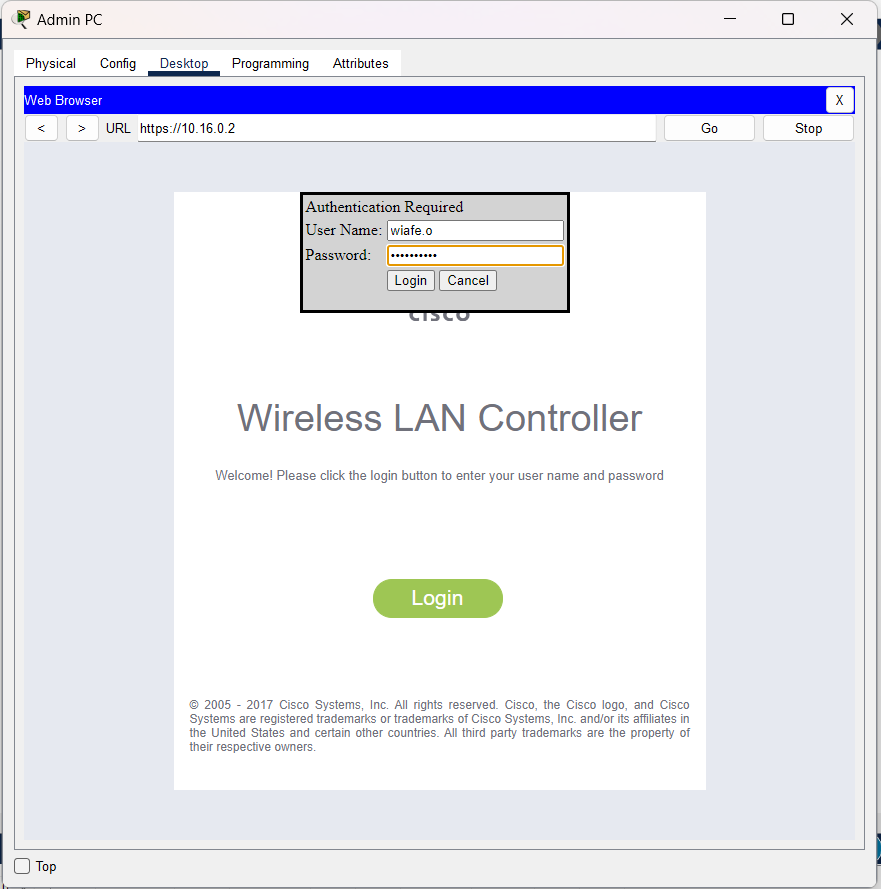 Admin PC
Physical Config Desktop Programming Attributes
Web Browser X
< > URL https://10.16.0.2 Go Stop
Authentication Required
User Name: wiafe.o
Password: ••••••••••
Login Cancel
cisco
Wireless LAN Controller
Welcome! Please click the login button to enter your user name and password
Login
© 2005 - 2017 Cisco Systems, Inc. All rights reserved. Cisco, the Cisco logo, and Cisco
Systems are registered trademarks or trademarks of Cisco Systems, Inc. and/or its affiliates in
the United States and certain other countries. All third party trademarks are the property of
their respective owners.
Top